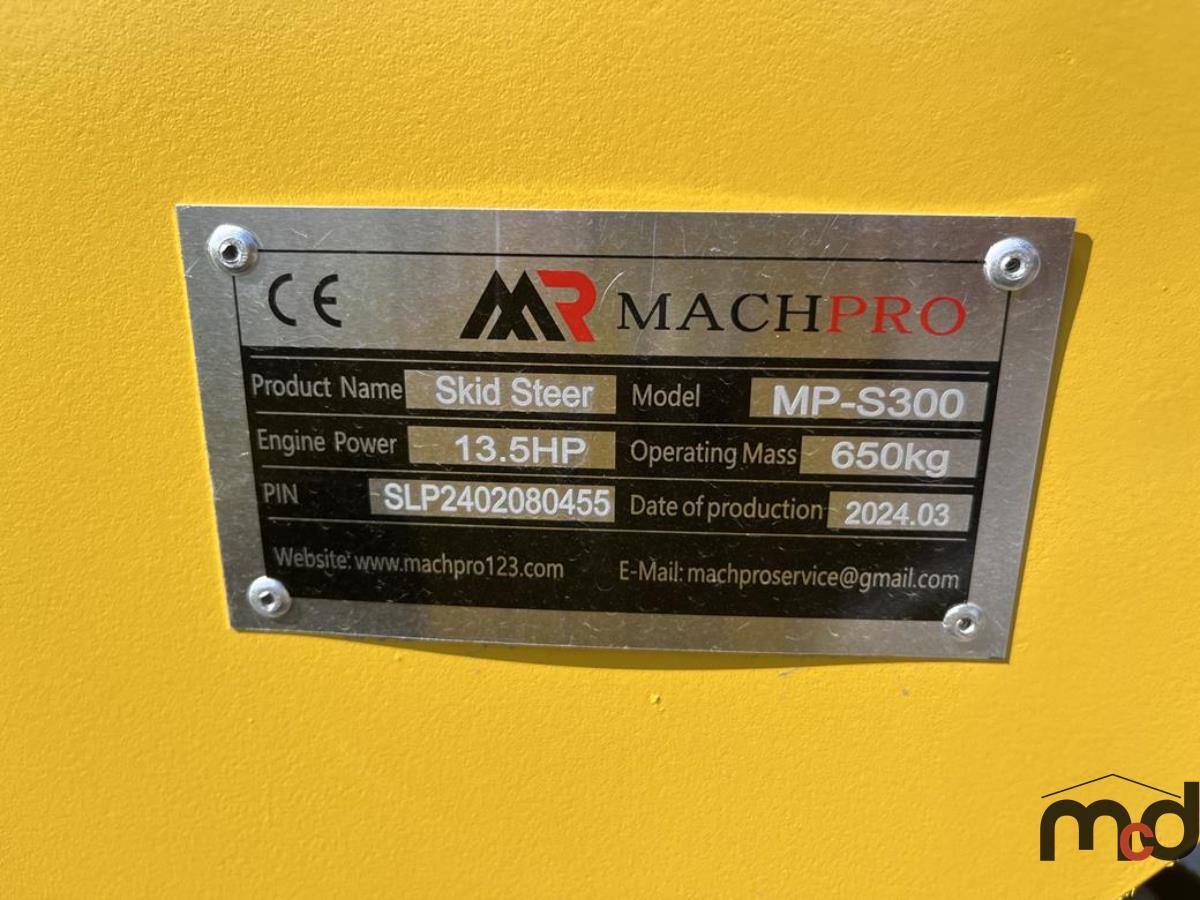 CE MR MACHPRO
Product Name Skid Steer Model MP-S300
Engine Power 13.5HP Operating Mass 650kg
PIN SLP2402080455 Date of production 2024.03
Website: www.machpro123.com E-Mail: machproservice@gmail.com
mcd